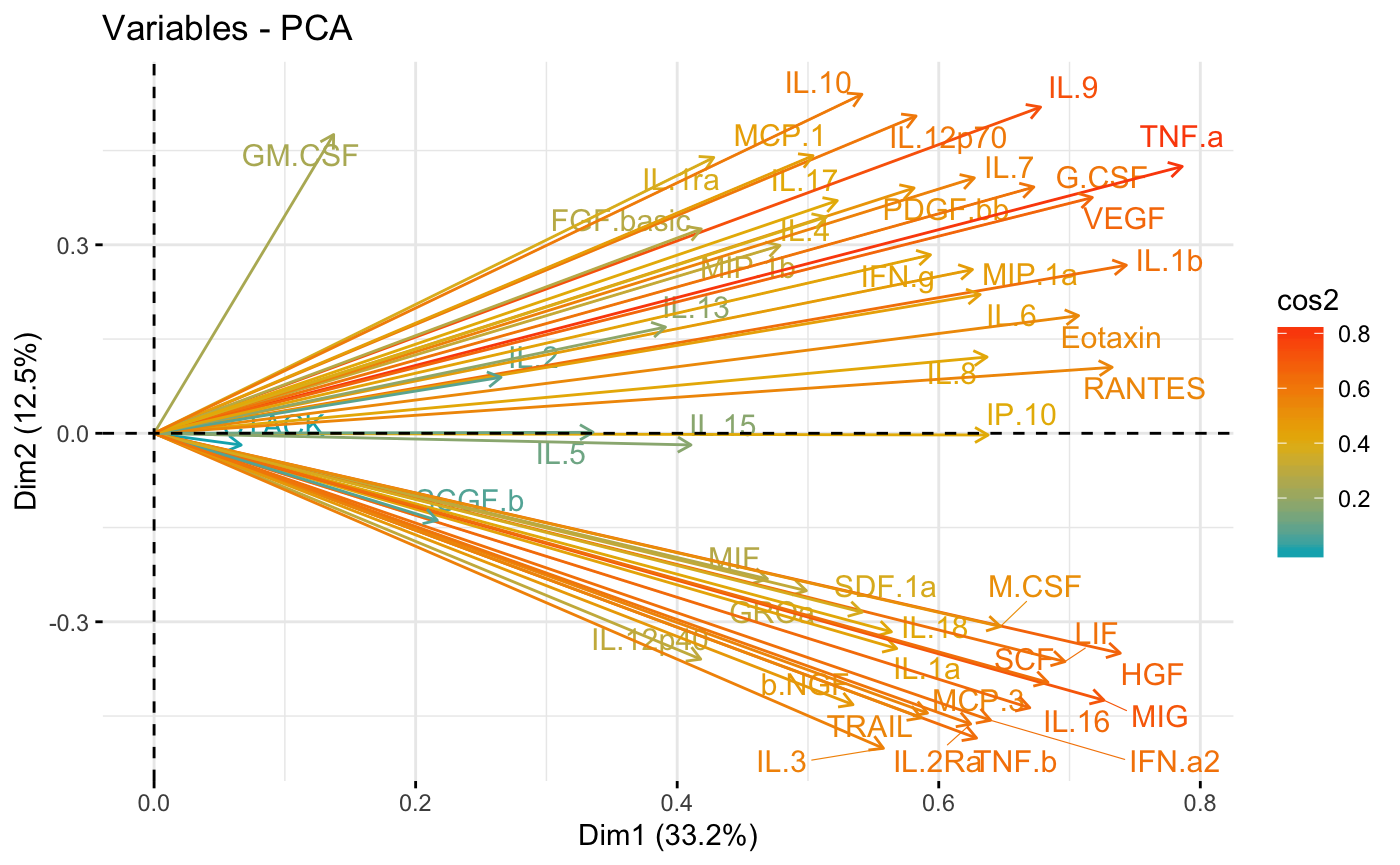 Variables - PCA
IL.10
IL.9
MCP.1
IL.12p70
TNF.a
GM.CSF
IL.1ra
IL.17
IL.7
G.CSF
FGF.basic
IL.4
PDGF.bb
VEGF
0.3
MIP.1b
IFN.g
MIP.1a
IL.1b
IL.13
IL.6
Eotaxin
IL.2
IL.8
RANTES
IP.10
IL.15
0.0
IL.5
SCGF.b
MIF
SDF.1a
M.CSF
GROa
IL.18
LIF
-0.3
IL.12p40
IL.1a
SCF
HGF
b.NGF
MCP.3
MIG
TRAIL
IL.16
IL.3
IL.2Ra
TNF.b
IFN.a2
0.0
0.2
0.4
0.6
0.8
Dim1 (33.2%)
Dim2 (12.5%)
cos2
0.8
0.6
0.4
0.2